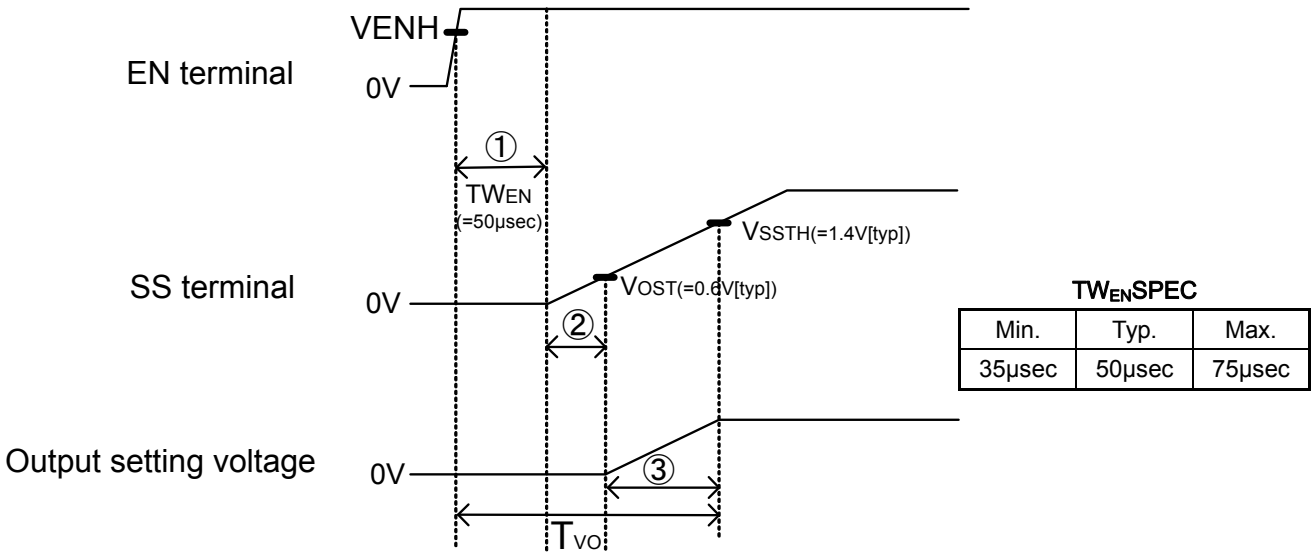 VENH
EN terminal
0V
①
TWEN
(=50µsec)
VSSTH(=1.4V[typ])
SS terminal
0V
VOST(=0.6V[typ])
②
TWENSPEC
Min. Typ. Max.
35µsec 50µsec 75µsec
Output setting voltage
0V
③
TVO